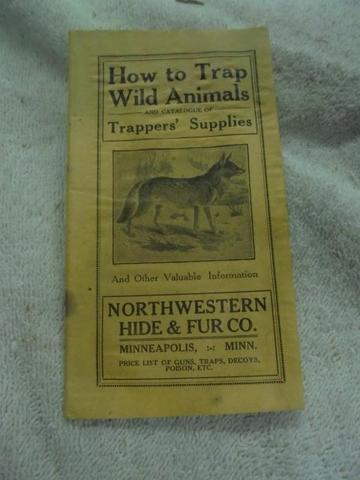 How to Trap
Wild Animals
AND CATALOGUE OF
Trappers' Supplies
And Other Valuable Information
NORTHWESTERN
HIDE & FUR CO.
MINNEAPOLIS, :-: MINN.
PRICE LIST OF GUNS, TRAPS, DECOYS,
POISON, ETC.